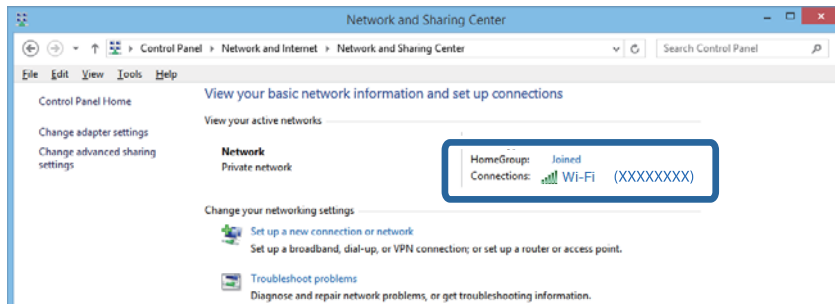 Network and Sharing Center
Control Panel Network and Internet Network and Sharing Center Search Control Panel
File Edit View Tools Help
Control Panel Home
Change adapter settings
Change advanced sharing
settings
View your basic network information and set up connections
View your active networks
Network
Private network
HomeGroup: Joined
Connections: Wi-Fi (XXXXXXXX)
Change your networking settings
Set up a new connection or network
Set up a broadband, dial-up, or VPN connection; or set up a router or access point.
Troubleshoot problems
Diagnose and repair network problems, or get troubleshooting information.